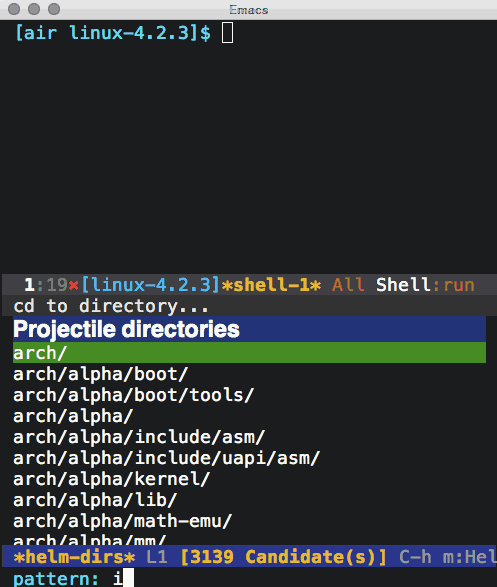 Emacs
[air linux-4.2.3]$
1:19×[linux-4.2.3]*shell-1* All Shell:run
cd to directory...
Projectile directories
arch/
arch/alpha/boot/
arch/alpha/boot/tools/
arch/alpha/
arch/alpha/include/asm/
arch/alpha/include/uapi/asm/
arch/alpha/kernel/
arch/alpha/lib/
arch/alpha/math-emu/
arch/alpha/mm/
*helm-dirs* L1 [3139 Candidate(s)] C-h m:Hel
pattern: i